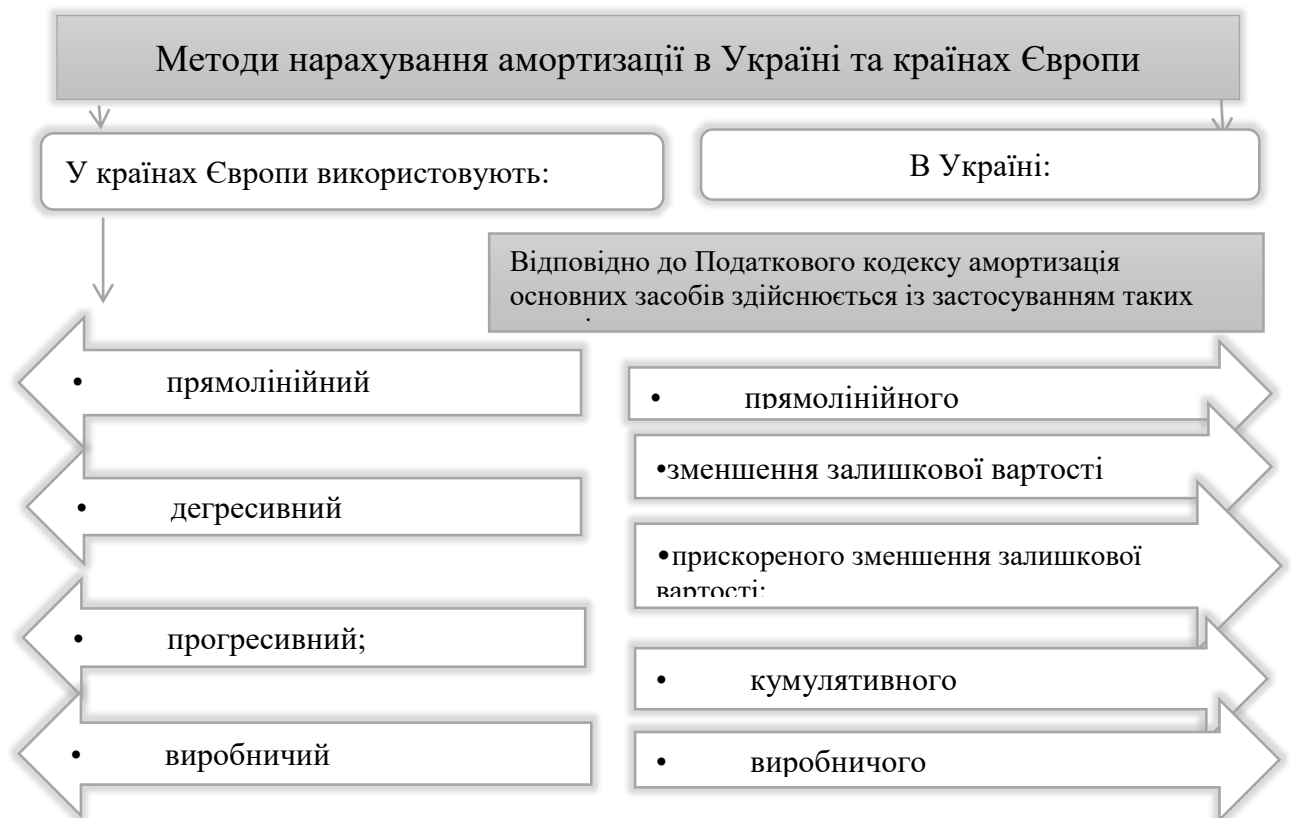 Методи нарахування амортизації в Україні та країнах Європи
У країнах Європи використовують:
В Україні:
Відповідно до Податкового кодексу амортизація
основних засобів здійснюється із застосуванням таких
• прямолінійний
• дегресивний
• прогресивний;
• виробничий
• прямолінійного
•зменшення залишкової вартості
•прискореного зменшення залишкової
вартості;
• кумулятивного
• виробничого